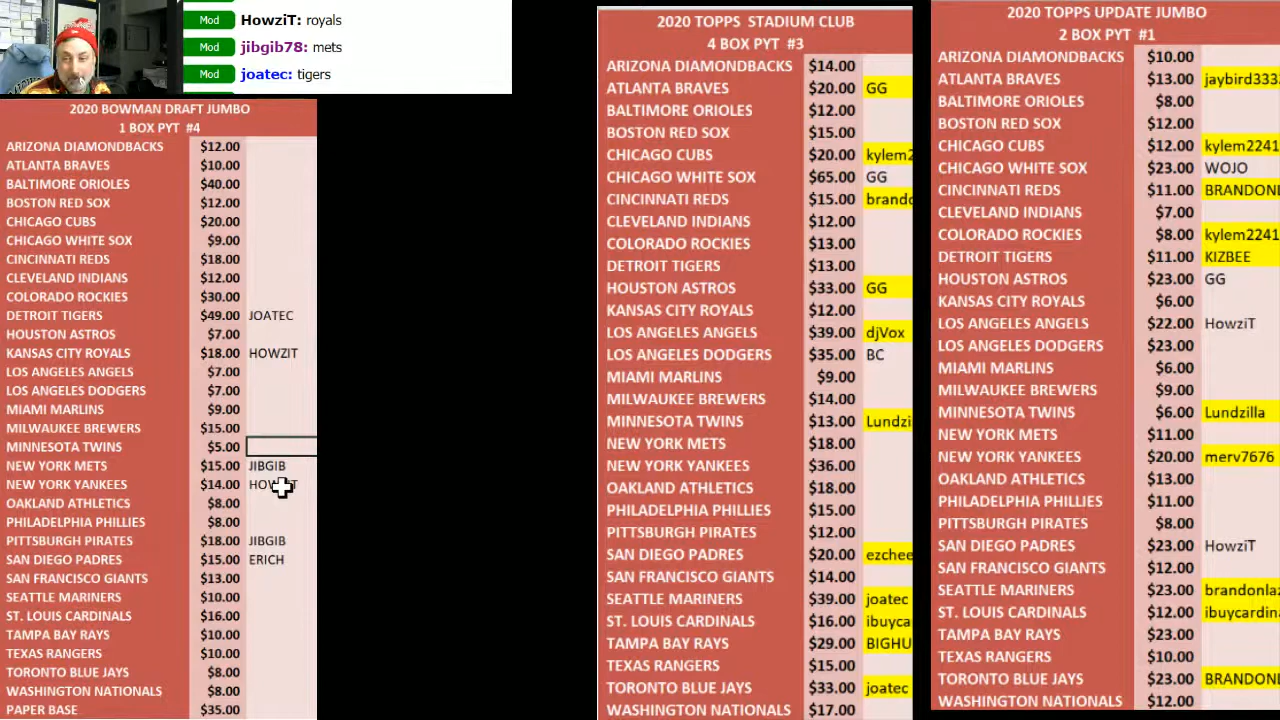 Mod HowziT: royals
Mod jibgib78: mets
Mod joatec: tigers
2020 BOWMAN DRAFT JUMBO
1 BOX PYT #4
ARIZONA DIAMONDBACKS $12.00
ATLANTA BRAVES $10.00
BALTIMORE ORIOLES $40.00
BOSTON RED SOX $12.00
CHICAGO CUBS $20.00
CHICAGO WHITE SOX $9.00
CINCINNATI REDS $18.00
CLEVELAND INDIANS $12.00
COLORADO ROCKIES $30.00
DETROIT TIGERS $49.00 JOATEC
HOUSTON ASTROS $7.00
KANSAS CITY ROYALS $18.00 HOWZIT
LOS ANGELES ANGELS $7.00
LOS ANGELES DODGERS $7.00
MIAMI MARLINS $9.00
MILWAUKEE BREWERS $15.00
MINNESOTA TWINS $5.00
NEW YORK METS $15.00 JIBGIB
NEW YORK YANKEES $14.00
OAKLAND ATHLETICS $8.00
PHILADELPHIA PHILLIES $8.00
PITTSBURGH PIRATES $18.00 JIBGIB
SAN DIEGO PADRES $15.00 ERICH
SAN FRANCISCO GIANTS $13.00
SEATTLE MARINERS $10.00
ST. LOUIS CARDINALS $16.00
TAMPA BAY RAYS $10.00
TEXAS RANGERS $10.00
TORONTO BLUE JAYS $8.00
WASHINGTON NATIONALS $8.00
PAPER BASE $35.00
2020 TOPPS STADIUM CLUB
4 BOX PYT #3
ARIZONA DIAMONDBACKS $14.00
ATLANTA BRAVES $20.00 GG
BALTIMORE ORIOLES $12.00
BOSTON RED SOX $15.00
CHICAGO CUBS $20.00 kylem2
CHICAGO WHITE SOX $65.00 GG
CINCINNATI REDS $15.00 brando
CLEVELAND INDIANS $12.00
COLORADO ROCKIES $13.00
DETROIT TIGERS $13.00
HOUSTON ASTROS $33.00 GG
KANSAS CITY ROYALS $12.00
LOS ANGELES ANGELS $39.00 djVox
LOS ANGELES DODGERS $35.00 BC
MIAMI MARLINS $9.00
MILWAUKEE BREWERS $14.00
MINNESOTA TWINS $13.00 Lundzi
NEW YORK METS $18.00
NEW YORK YANKEES $36.00
OAKLAND ATHLETICS $18.00
PHILADELPHIA PHILLIES $15.00
PITTSBURGH PIRATES $12.00
SAN DIEGO PADRES $20.00 ezchee
SAN FRANCISCO GIANTS $14.00
SEATTLE MARINERS $39.00 joatec
ST. LOUIS CARDINALS $16.00 ibuyca
TAMPA BAY RAYS $29.00 BIGHU
TEXAS RANGERS $15.00
TORONTO BLUE JAYS $33.00 joatec
WASHINGTON NATIONALS $17.00
2020 TOPPS UPDATE JUMBO
2 BOX PYT #1
ARIZONA DIAMONDBACKS $10.00
ATLANTA BRAVES $13.00 jaybird333
BALTIMORE ORIOLES $8.00
BOSTON RED SOX $12.00
CHICAGO CUBS $12.00 kylem2241
CHICAGO WHITE SOX $23.00 WOJO
CINCINNATI REDS $11.00 BRANDONL
CLEVELAND INDIANS $7.00
COLORADO ROCKIES $8.00 kylem2241
DETROIT TIGERS $11.00 KIZBEE
HOUSTON ASTROS $23.00 GG
KANSAS CITY ROYALS $6.00
LOS ANGELES ANGELS $22.00 HowziT
LOS ANGELES DODGERS $23.00
MIAMI MARLINS $6.00
MILWAUKEE BREWERS $9.00
MINNESOTA TWINS $6.00 Lundzilla
NEW YORK METS $11.00
NEW YORK YANKEES $20.00 merv7676
OAKLAND ATHLETICS $13.00
PHILADELPHIA PHILLIES $11.00
PITTSBURGH PIRATES $8.00
SAN DIEGO PADRES $23.00 HowziT
SAN FRANCISCO GIANTS $12.00
SEATTLE MARINERS $23.00 brandonlaz
ST. LOUIS CARDINALS $12.00 ibuycardin
TAMPA BAY RAYS $23.00
TEXAS RANGERS $10.00
TORONTO BLUE JAYS $23.00 BRANDONL
WASHINGTON NATIONALS $12.00